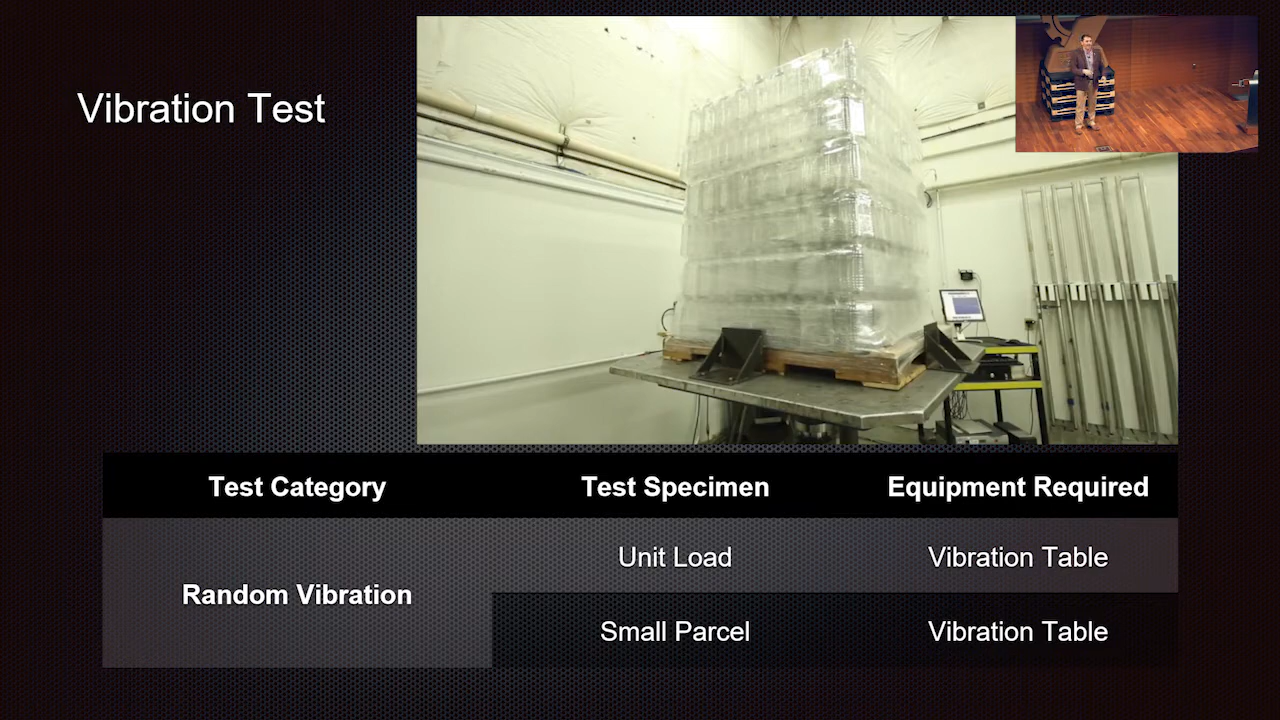 Vibration Test
Test Category Test Specimen Equipment Required
Random Vibration
Unit Load Vibration Table
Small Parcel Vibration Table